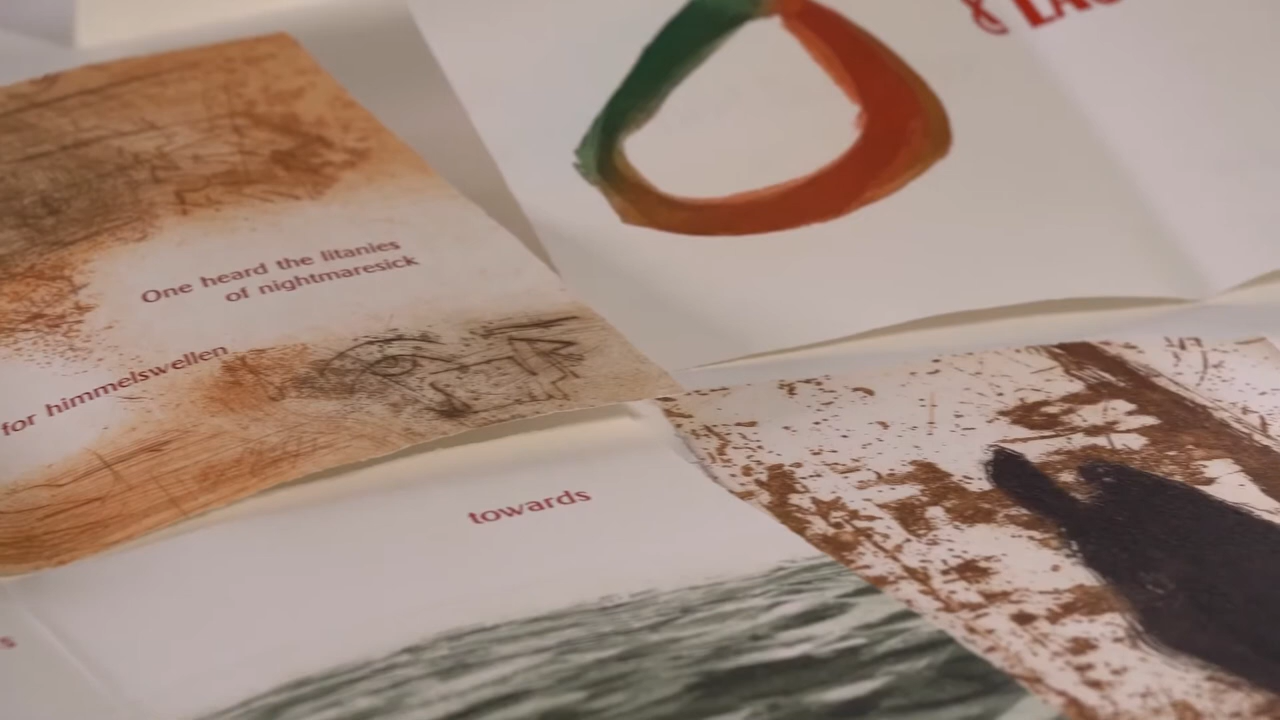 One heard the litanies
of nightmaresick
for himmelswellen
towards